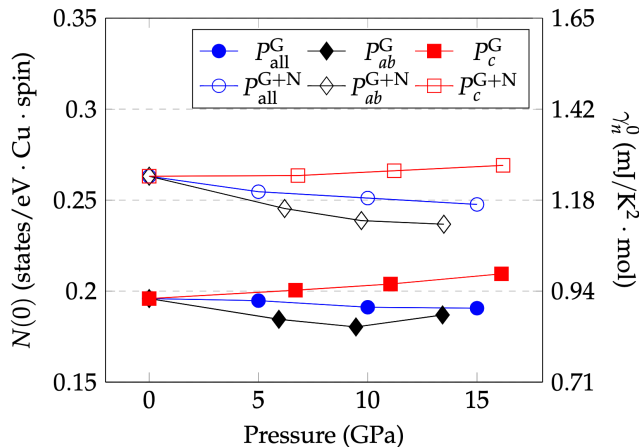 0.35
0.3
0.25
0.2
0.15
N(0) (states/eV · Cu · spin)
P_all^G P_ab^G P_c^G
P_all^G+N P_ab^G+N P_c^G+N
1.65
1.42
1.18
0.94
0.71
γ_n^0 (mJ/K² · mol)
0 5 10 15
Pressure (GPa)